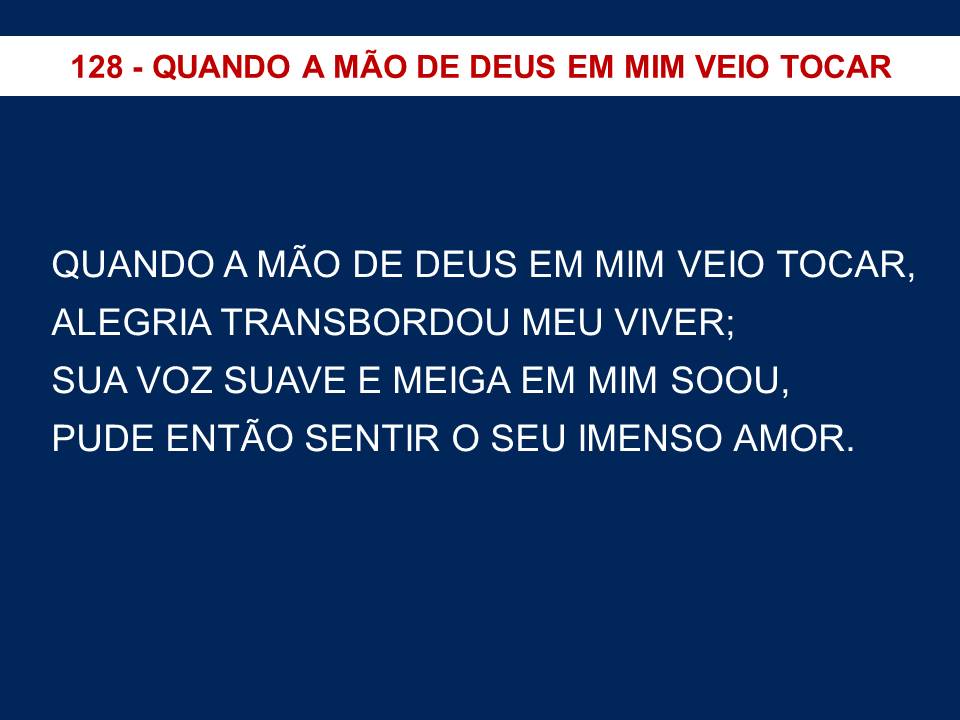 128 - QUANDO A MÃO DE DEUS EM MIM VEIO TOCAR
QUANDO A MÃO DE DEUS EM MIM VEIO TOCAR,
ALEGRIA TRANSBORDOU MEU VIVER;
SUA VOZ SUAVE E MEIGA EM MIM SOOU,
PUDE ENTÃO SENTIR O SEU IMENSO AMOR.